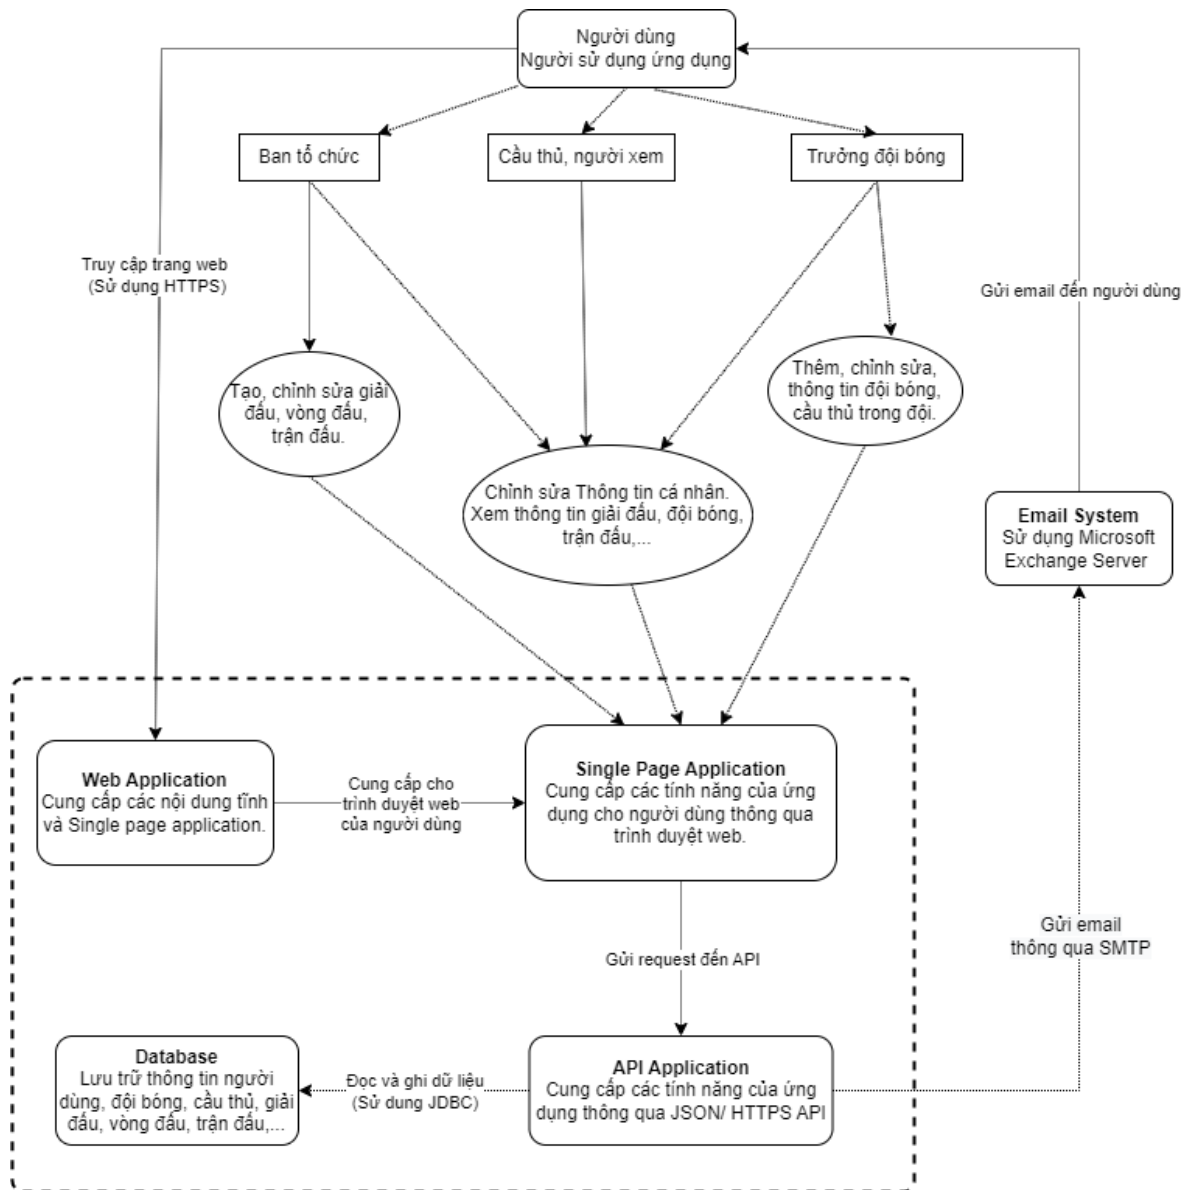 Người dùng
Người sử dụng ứng dụng
Ban tổ chức
Cầu thủ, người xem
Trưởng đội bóng
Truy cập trang web
(Sử dụng HTTPS)
Gửi email đến người dùng
Tạo, chỉnh sửa giải
đấu, vòng đấu,
trận đấu.
Thêm, chỉnh sửa,
thông tin đội bóng,
cầu thủ trong đội.
Chỉnh sửa Thông tin cá nhân.
Xem thông tin giải đấu, đội bóng,
trận đấu,...
Email System
Sử dụng Microsoft
Exchange Server
Web Application
Cung cấp các nội dung tĩnh
và Single page application.
Cung cấp cho
trình duyệt web
của người dùng
Single Page Application
Cung cấp các tính năng của ứng
dụng cho người dùng thông qua
trình duyệt web.
Gửi email
thông qua SMTP
Gửi request đến API
Database
Lưu trữ thông tin người
dùng, đội bóng, cầu thủ, giải
đấu, vòng đấu, trận đấu,...
Đọc và ghi dữ liệu
(Sử dung JDBC)
API Application
Cung cấp các tính năng của ứng
dụng thông qua JSON/ HTTPS API